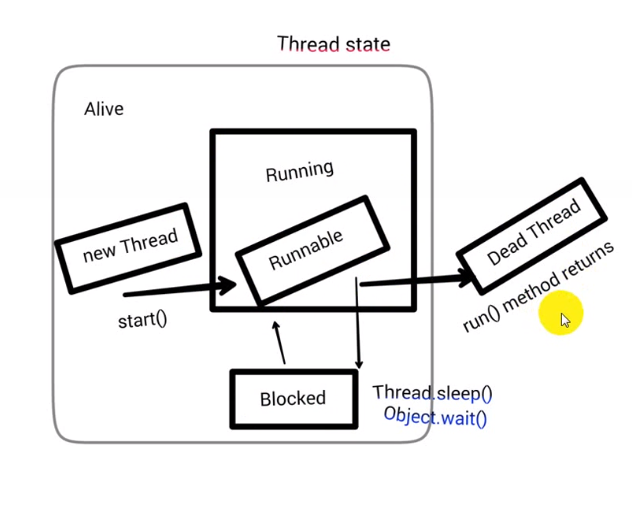 Thread state
Alive
Running
new Thread
Runnable
Dead Thread
start()
run() method returns
Blocked
Thread.sleep()
Object.wait()